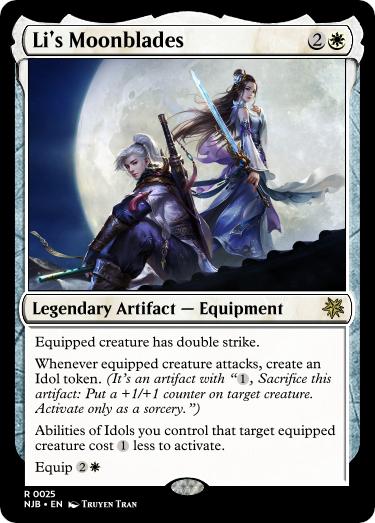 Li's Moonblades 2
Legendary Artifact — Equipment
Equipped creature has double strike.
Whenever equipped creature attacks, create an
Idol token. (It's an artifact with “1, Sacrifice this
artifact: Put a +1/+1 counter on target creature.
Activate only as a sorcery.”)
Abilities of Idols you control that target equipped
creature cost 1 less to activate.
Equip 2
R 0025
NJB • EN Truyen Tran